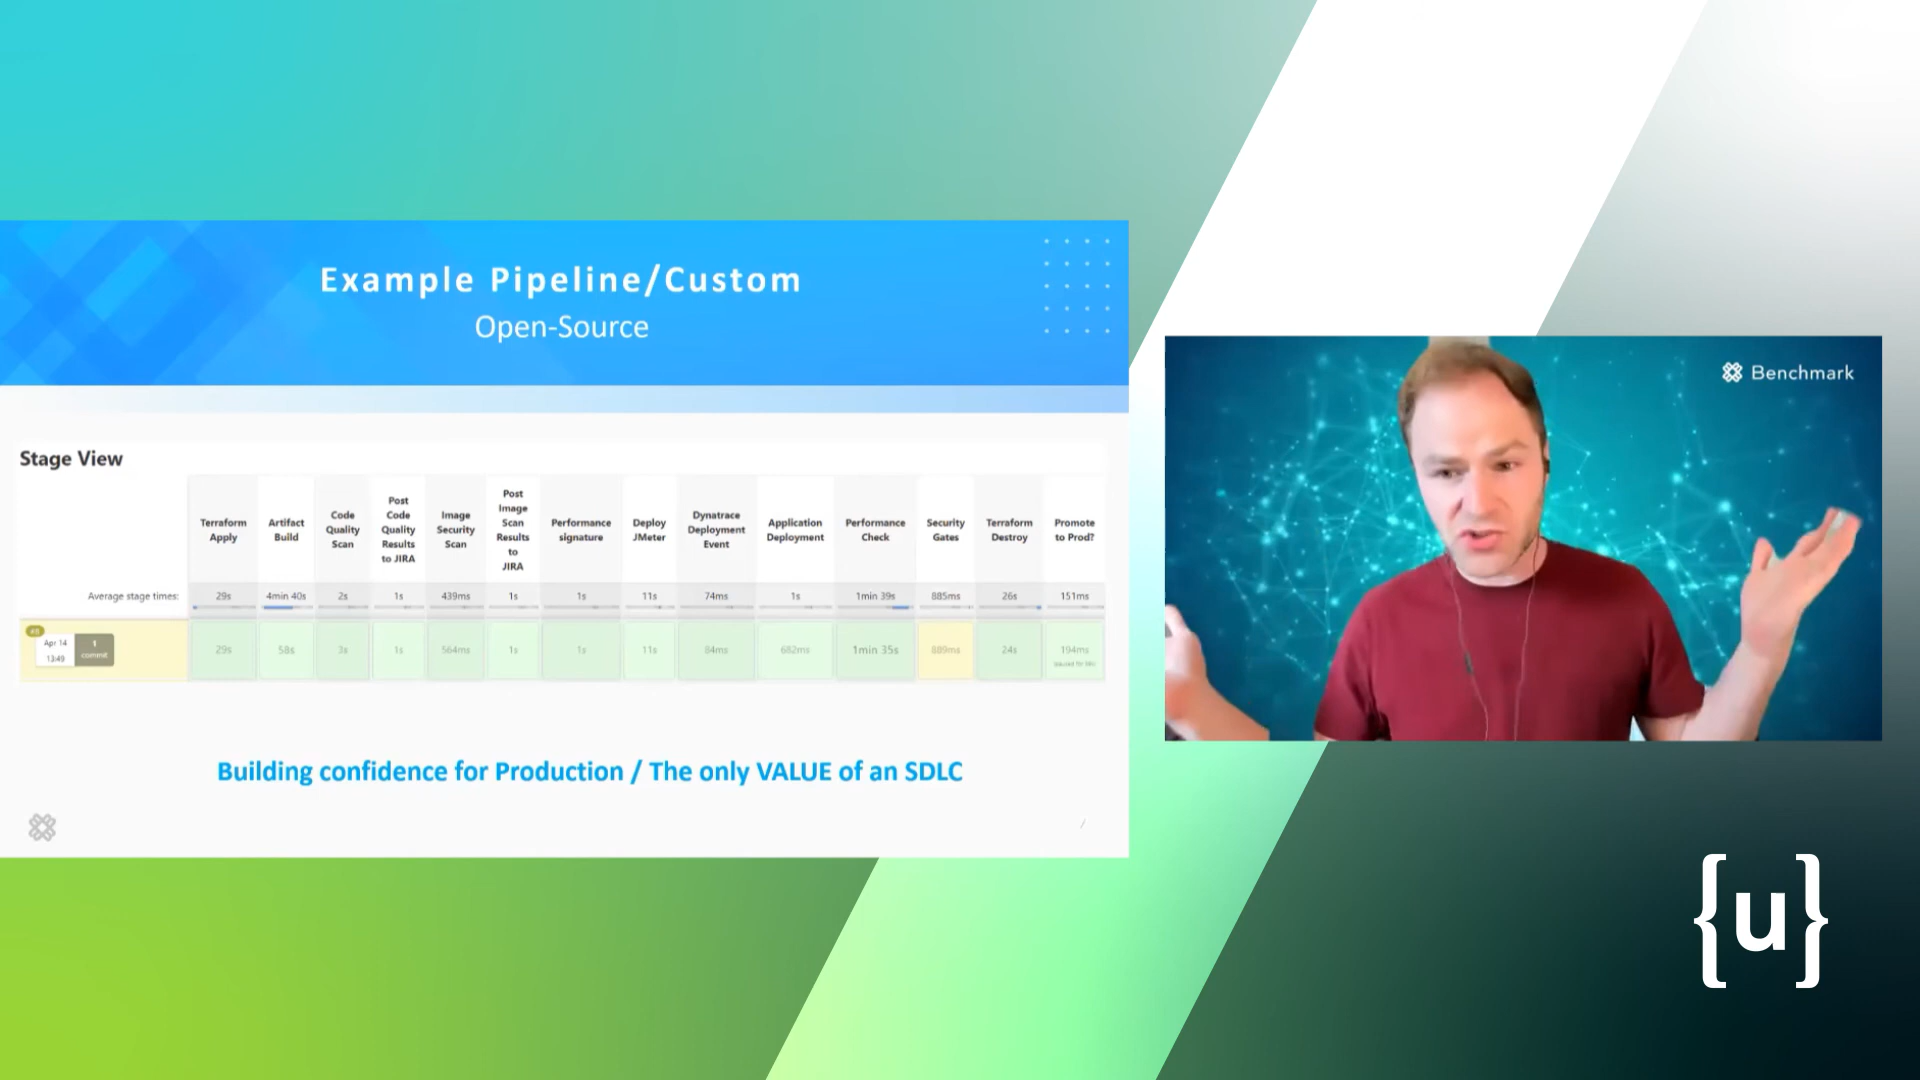 Example Pipeline/Custom
Open-Source
Stage View
Terraform Apply
Artifact Build
Code Quality Scan
Post Code Quality Results to JIRA
Image Security Scan
Post Image Scan Results to JIRA
Performance signature
Deploy JMeter
Dynatrace Deployment Event
Application Deployment
Performance Check
Security Gates
Terraform Destroy
Promote to Prod?
Average stage times: 29s 4min 40s 2s 1s 439ms 1s 1s 11s 74ms 1s 1min 39s 885ms 26s 151ms
Apr 14
13:49
1
commit
29s 58s 3s 1s 564ms 1s 1s 11s 84ms 682ms 1min 35s 889ms 24s 194ms
Building confidence for Production / The only VALUE of an SDLC
Benchmark
{u}